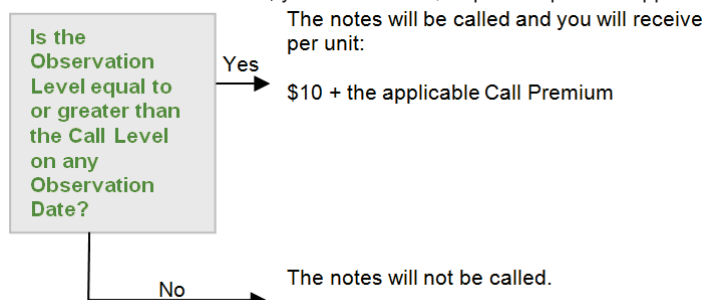 The notes will be called and you will receive
per unit:
$10 + the applicable Call Premium
Is the
Observation
Level equal to
or greater than
the Call Level
on any
Observation
Date?
Yes
No
The notes will not be called.